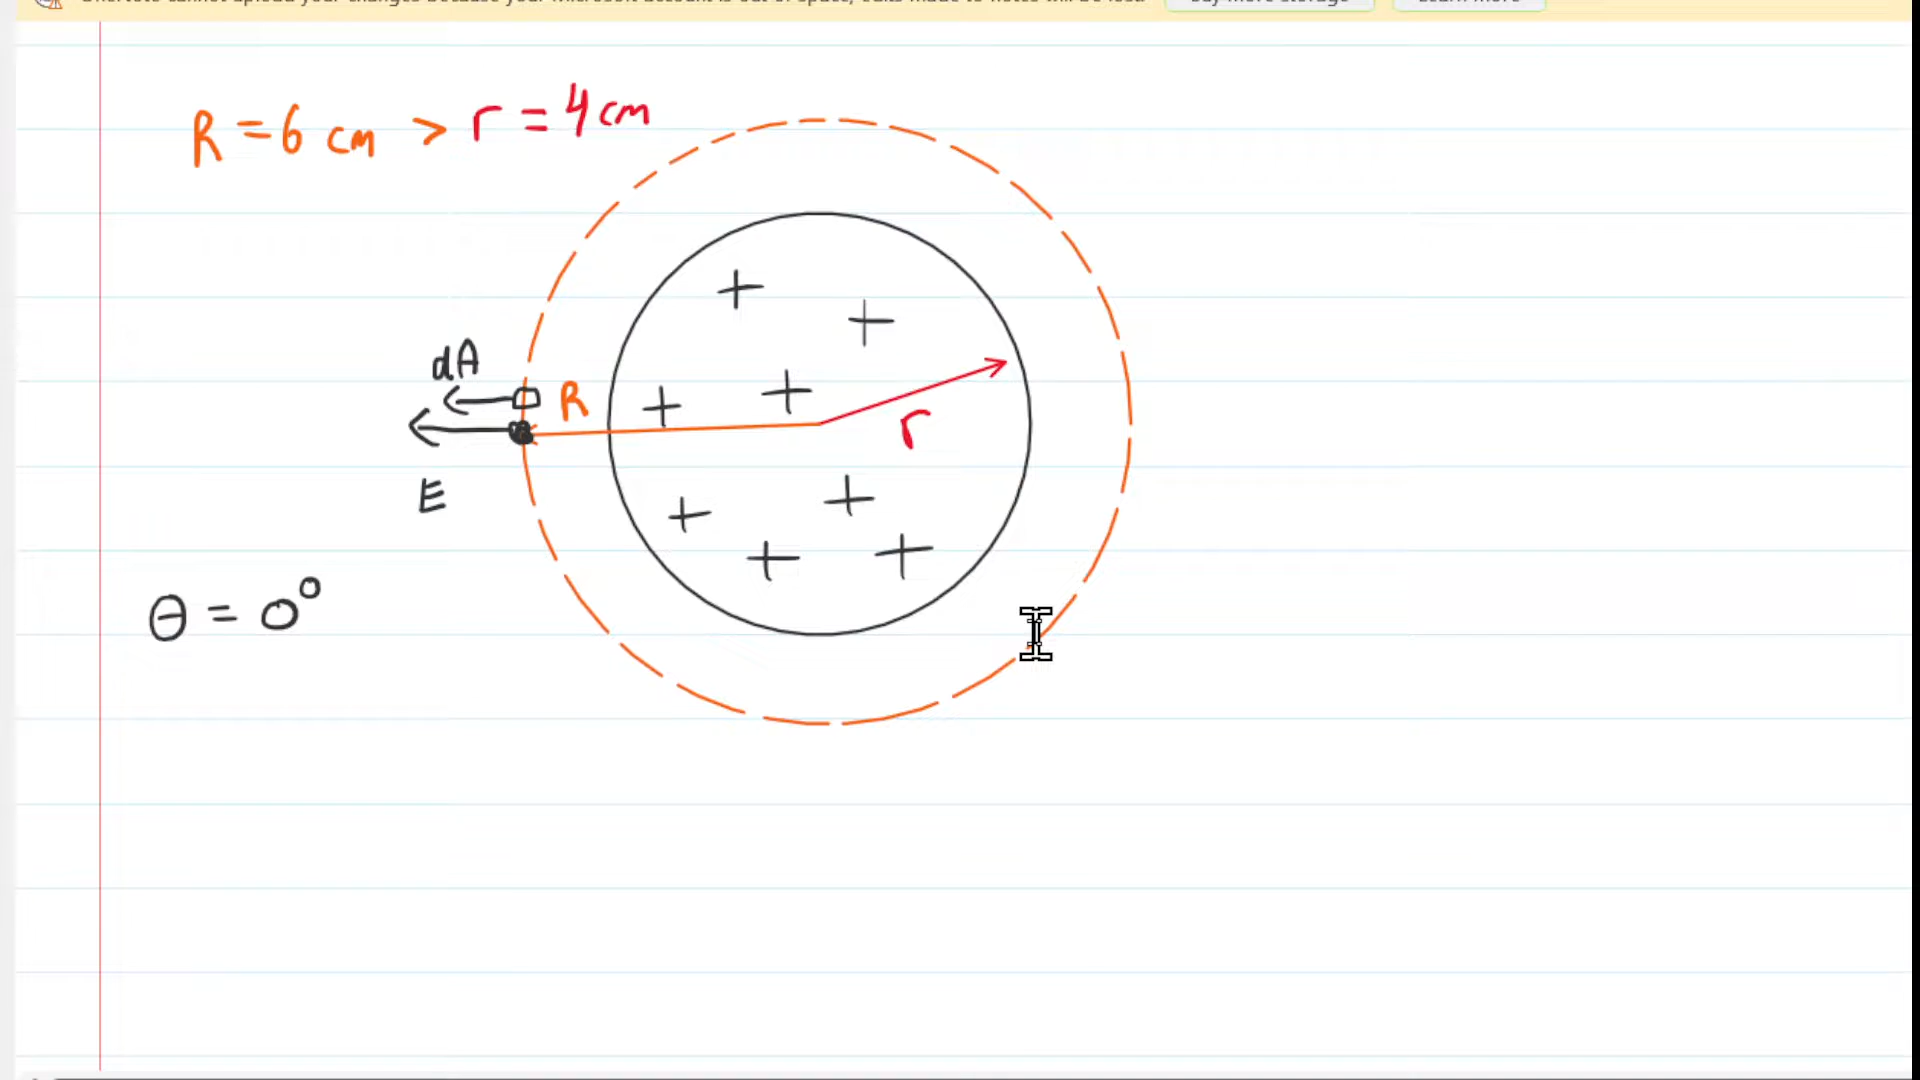 R = 6 cm > r = 4 cm
+
+
dA
R
+
+
r
E
+
+
+
+
θ = 0°